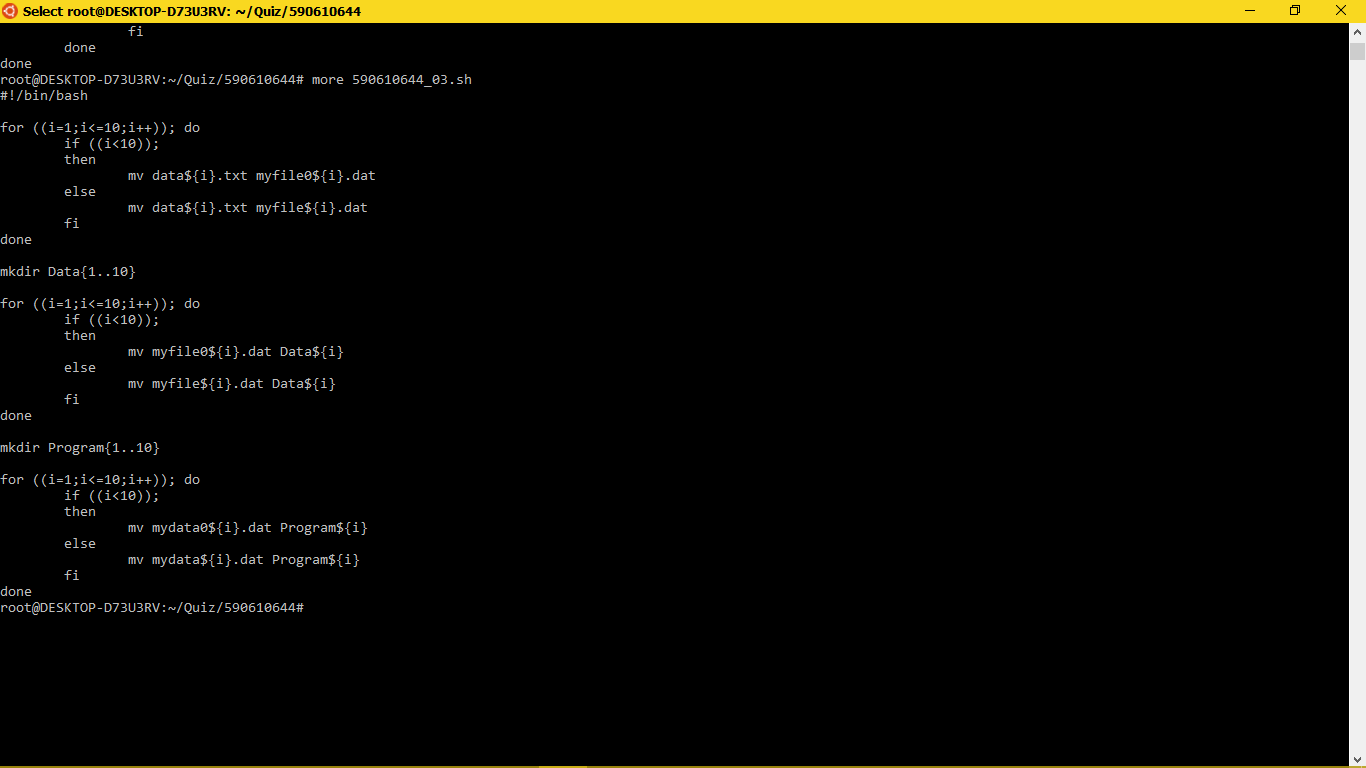 Select root@DESKTOP-D73U3RV: ~/Quiz/590610644
                fi
        done
done
root@DESKTOP-D73U3RV:~/Quiz/590610644# more 590610644_03.sh
#!/bin/bash

for ((i=1;i<=10;i++)); do
        if ((i<10));
        then
                mv data${i}.txt myfile0${i}.dat
        else
                mv data${i}.txt myfile${i}.dat
        fi
done

mkdir Data{1..10}

for ((i=1;i<=10;i++)); do
        if ((i<10));
        then
                mv myfile0${i}.dat Data${i}
        else
                mv myfile${i}.dat Data${i}
        fi
done

mkdir Program{1..10}

for ((i=1;i<=10;i++)); do
        if ((i<10));
        then
                mv mydata0${i}.dat Program${i}
        else
                mv mydata${i}.dat Program${i}
        fi
done
root@DESKTOP-D73U3RV:~/Quiz/590610644#